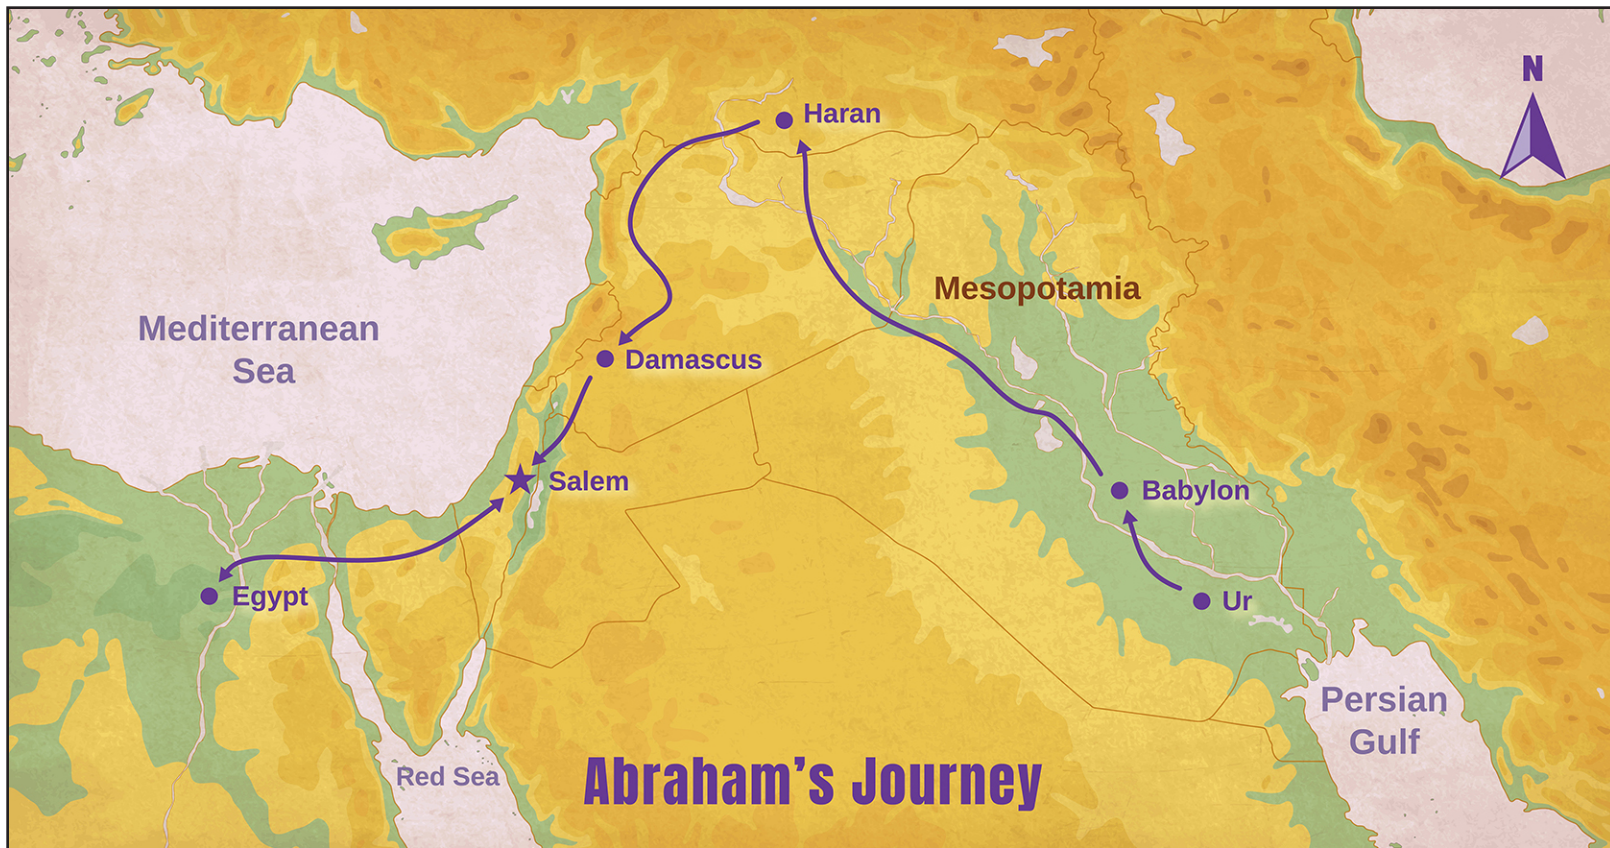 N
Haran
Mesopotamia
Mediterranean
Sea
Damascus
Salem
Babylon
Egypt
Ur
Persian
Gulf
Red Sea
Abraham’s Journey